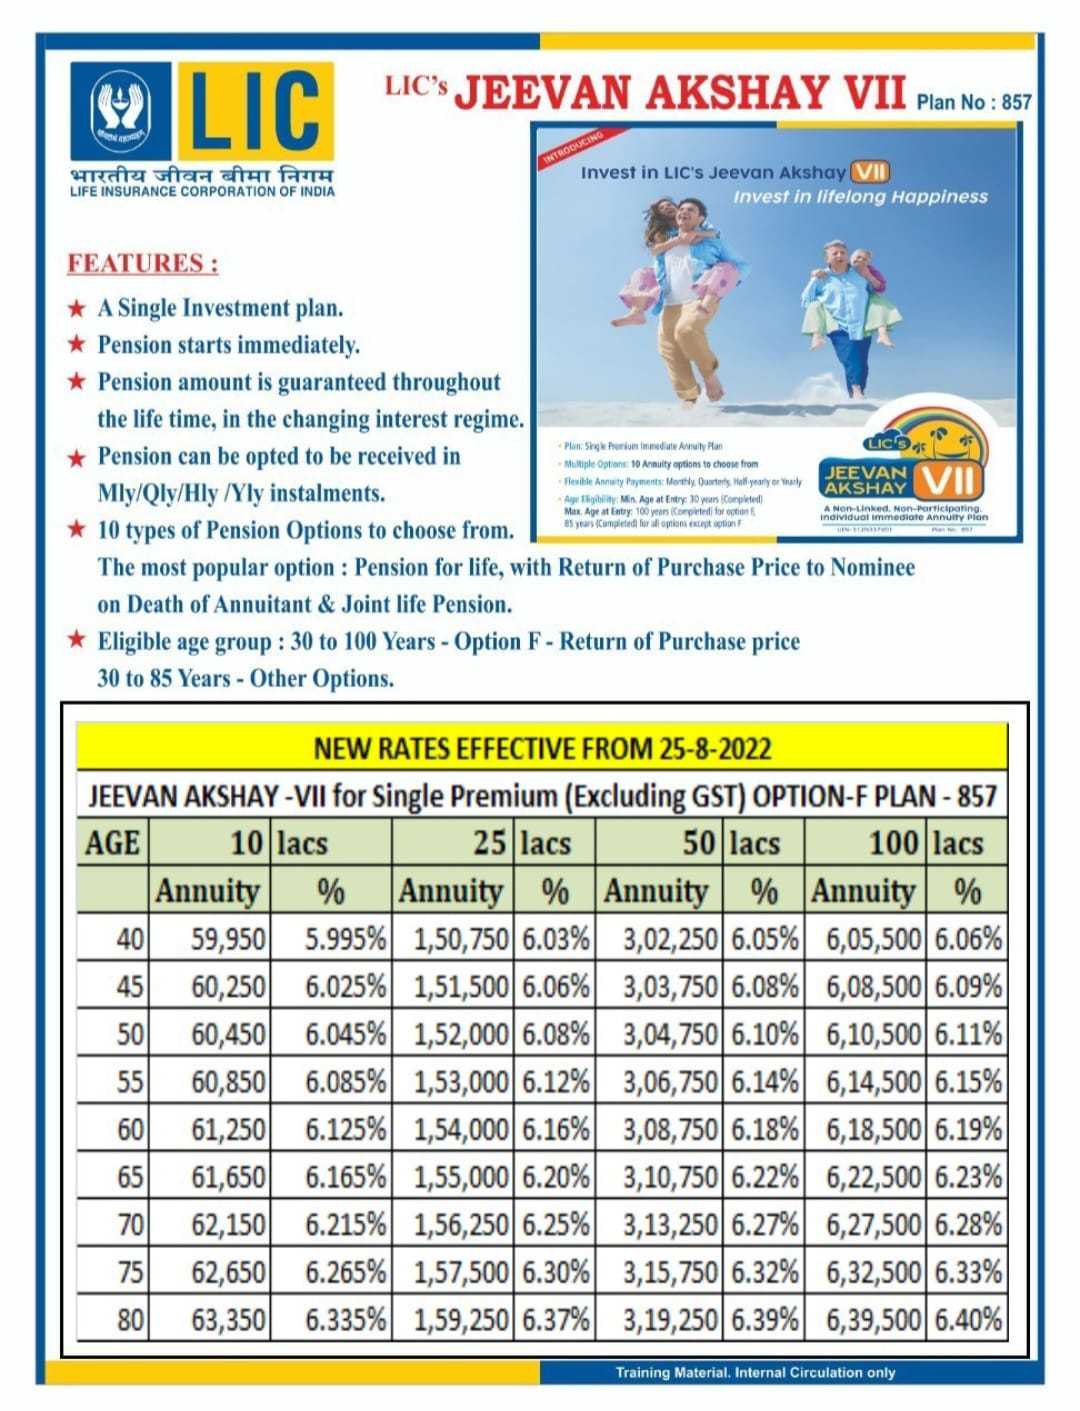 LIC
भारतीय जीवन बीमा निगम
LIFE INSURANCE CORPORATION OF INDIA
LIC's JEEVAN AKSHAY VII Plan No : 857
INTRODUCING
Invest in LIC's Jeevan Akshay VII
Invest in lifelong Happiness
• Plan: Single Premium Immediate Annuity Plan
• Multiple Options: 10 Annuity options to choose from
• Flexible Annuity Payments: Monthly, Quarterly, Half-yearly or Yearly
• Age Eligibility: Min. Age at Entry: 30 years (Completed)
Max. Age at Entry: 100 years (Completed) for option F,
85 years (Completed) for all options except option F
LIC's
JEEVAN AKSHAY VII
A Non-Linked, Non-Participating,
Individual Immediate Annuity Plan
Plan No. 857
FEATURES :
★ A Single Investment plan.
★ Pension starts immediately.
★ Pension amount is guaranteed throughout
the life time, in the changing interest regime.
★ Pension can be opted to be received in
Mly/Qly/Hly /Yly instalments.
★ 10 types of Pension Options to choose from.
The most popular option : Pension for life, with Return of Purchase Price to Nominee
on Death of Annuitant & Joint life Pension.
★ Eligible age group : 30 to 100 Years - Option F - Return of Purchase price
30 to 85 Years - Other Options.
NEW RATES EFFECTIVE FROM 25-8-2022
JEEVAN AKSHAY -VII for Single Premium (Excluding GST) OPTION-F PLAN - 857
AGE 10 lacs 25 lacs 50 lacs 100 lacs
Annuity % Annuity % Annuity % Annuity %
40 59,950 5.995% 1,50,750 6.03% 3,02,250 6.05% 6,05,500 6.06%
45 60,250 6.025% 1,51,500 6.06% 3,03,750 6.08% 6,08,500 6.09%
50 60,450 6.045% 1,52,000 6.08% 3,04,750 6.10% 6,10,500 6.11%
55 60,850 6.085% 1,53,000 6.12% 3,06,750 6.14% 6,14,500 6.15%
60 61,250 6.125% 1,54,000 6.16% 3,08,750 6.18% 6,18,500 6.19%
65 61,650 6.165% 1,55,000 6.20% 3,10,750 6.22% 6,22,500 6.23%
70 62,150 6.215% 1,56,250 6.25% 3,13,250 6.27% 6,27,500 6.28%
75 62,650 6.265% 1,57,500 6.30% 3,15,750 6.32% 6,32,500 6.33%
80 63,350 6.335% 1,59,250 6.37% 3,19,250 6.39% 6,39,500 6.40%
Training Material. Internal Circulation only